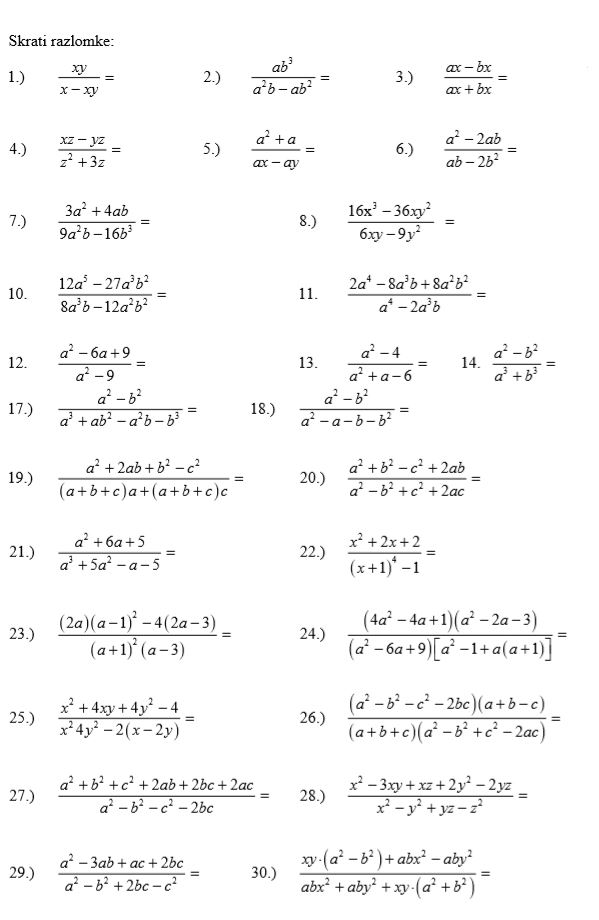 Skrati razlomke:
1.) \frac{xy}{x-xy}= 2.) \frac{ab^3}{a^2b-ab^2}= 3.) \frac{ax-bx}{ax+bx}=
4.) \frac{xz-yz}{z^2+3z}= 5.) \frac{a^2+a}{ax-ay}= 6.) \frac{a^2-2ab}{ab-2b^2}=
7.) \frac{3a^2+4ab}{9a^2b-16b^3}= 8.) \frac{16x^3-36xy^2}{6xy-9y^2}=
10. \frac{12a^5-27a^3b^2}{8a^3b-12a^2b^2}= 11. \frac{2a^4-8a^3b+8a^2b^2}{a^4-2a^3b}=
12. \frac{a^2-6a+9}{a^2-9}= 13. \frac{a^2-4}{a^2+a-6}= 14. \frac{a^2-b^2}{a^3+b^3}=
17.) \frac{a^2-b^2}{a^3+ab^2-a^2b-b^3}= 18.) \frac{a^2-b^2}{a^2-a-b-b^2}=
19.) \frac{a^2+2ab+b^2-c^2}{(a+b+c)a+(a+b+c)c}= 20.) \frac{a^2+b^2-c^2+2ab}{a^2-b^2+c^2+2ac}=
21.) \frac{a^2+6a+5}{a^3+5a^2-a-5}= 22.) \frac{x^2+2x+2}{(x+1)^4-1}=
23.) \frac{(2a)(a-1)^2-4(2a-3)}{(a+1)^2(a-3)}= 24.) \frac{(4a^2-4a+1)(a^2-2a-3)}{(a^2-6a+9)[a^2-1+a(a+1)]}=
25.) \frac{x^2+4xy+4y^2-4}{x^24y^2-2(x-2y)}= 26.) \frac{(a^2-b^2-c^2-2bc)(a+b-c)}{(a+b+c)(a^2-b^2+c^2-2ac)}=
27.) \frac{a^2+b^2+c^2+2ab+2bc+2ac}{a^2-b^2-c^2-2bc}= 28.) \frac{x^2-3xy+xz+2y^2-2yz}{x^2-y^2+yz-z^2}=
29.) \frac{a^2-3ab+ac+2bc}{a^2-b^2+2bc-c^2}= 30.) \frac{xy·(a^2-b^2)+abx^2-aby^2}{abx^2+aby^2+xy·(a^2+b^2)}=